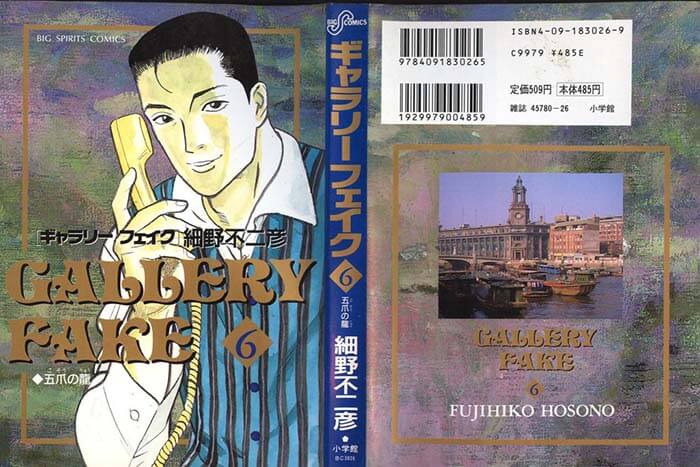 BIG SPIRITS COMICS
『ギャラリーフェイク』細野不二彦
GALLERY
FAKE 6
◆五爪の龍
BIG COMICS
ギャラリーフェイク
6
五爪の龍
細野不二彦
小学館
9784091830265
1929979004859
ISBN4-09-183026-9
C9979 ¥485E
定価509円 本体485円
雑誌 45780-26 小学館
GALLERY
FAKE
6
FUJIHIKO HOSONO